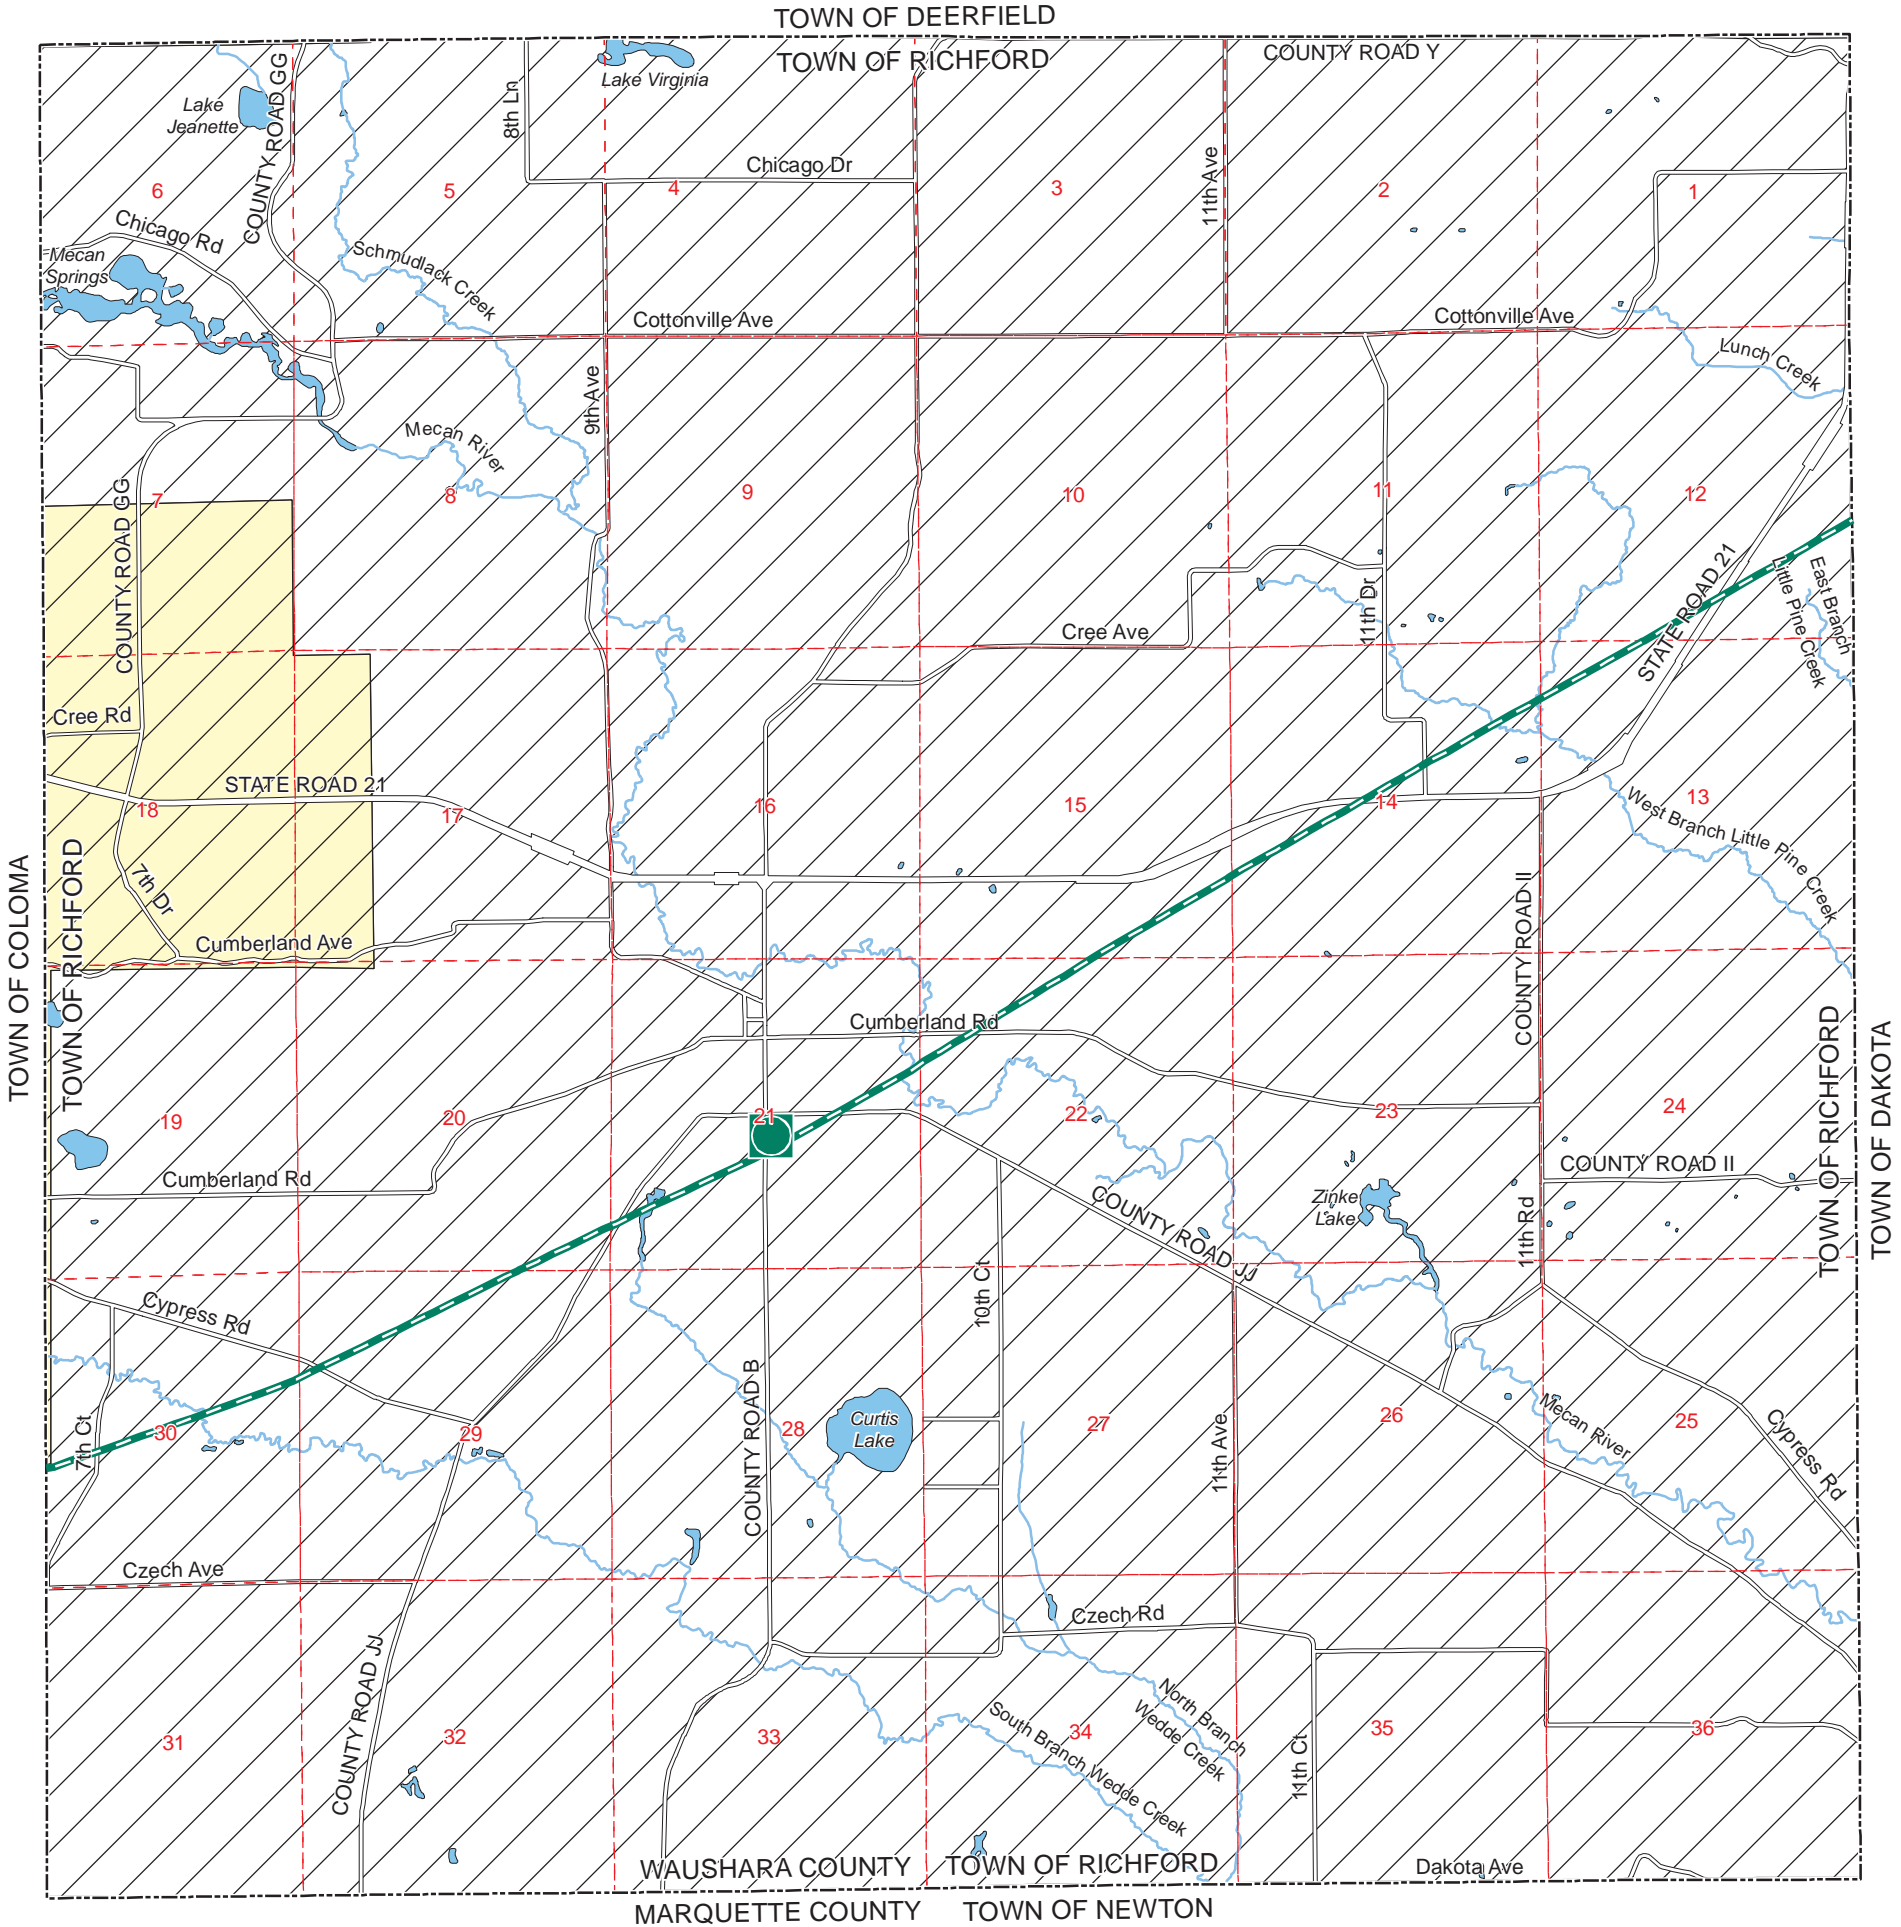 TOWN OF DEERFIELD
TOWN OF RICHFORD
COUNTY ROAD Y
Lake Virginia
8th Ln
COUNTY ROAD GG
Lake
Jeanette
Chicago Dr
11th Ave
6
5
4
3
2
1
Chicago Rd
Mecan
Springs
Schmudlack Creek
Cottonville Ave
Cottonville Ave
Lunch Creek
9th Ave
Mecan River
7
8
9
10
11
12
COUNTY ROAD GG
STATE ROAD 21
East Branch
Little Pine Creek
11th Dr
Cree Ave
Cree Rd
STATE ROAD 21
18
17
16
15
14
13
West Branch Little Pine Creek
7th Dr
TOWN OF COLOMA
TOWN OF RICHFORD
COUNTY ROAD II
Cumberland Ave
Cumberland Rd
TOWN OF RICHFORD
TOWN OF DAKOTA
19
20
21
22
23
24
Cumberland Rd
COUNTY ROAD II
Zinke
Lake
COUNTY ROAD JJ
11th Rd
10th Ct
Cypress Rd
COUNTY ROAD B
7th Ct
30
29
28
Curtis
Lake
27
11th Ave
26
Mecan River
25
Cypress Rd
Czech Ave
Czech Rd
COUNTY ROAD JJ
North Branch
Wedde Creek
South Branch Wedde Creek
31
32
33
34
35
36
11th Ct
WAUSHARA COUNTY TOWN OF RICHFORD
Dakota Ave
MARQUETTE COUNTY TOWN OF NEWTON